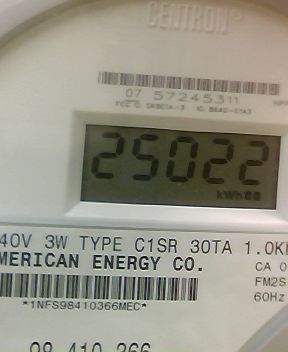 CENTRON®
07 57245311
25022
kWh
40V 3W TYPE C1SR 30TA 1.0K
MERICAN ENERGY CO.
CA 0
FM2S
60Hz
*1NFS98410366MEC*
98 410 366